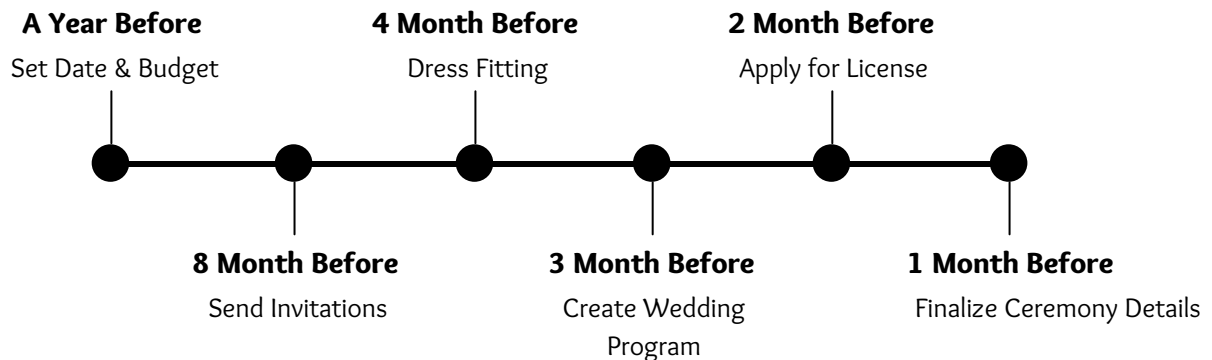 A Year Before
Set Date & Budget
8 Month Before
Send Invitations
4 Month Before
Dress Fitting
3 Month Before
Create Wedding
Program
2 Month Before
Apply for License
1 Month Before
Finalize Ceremony Details